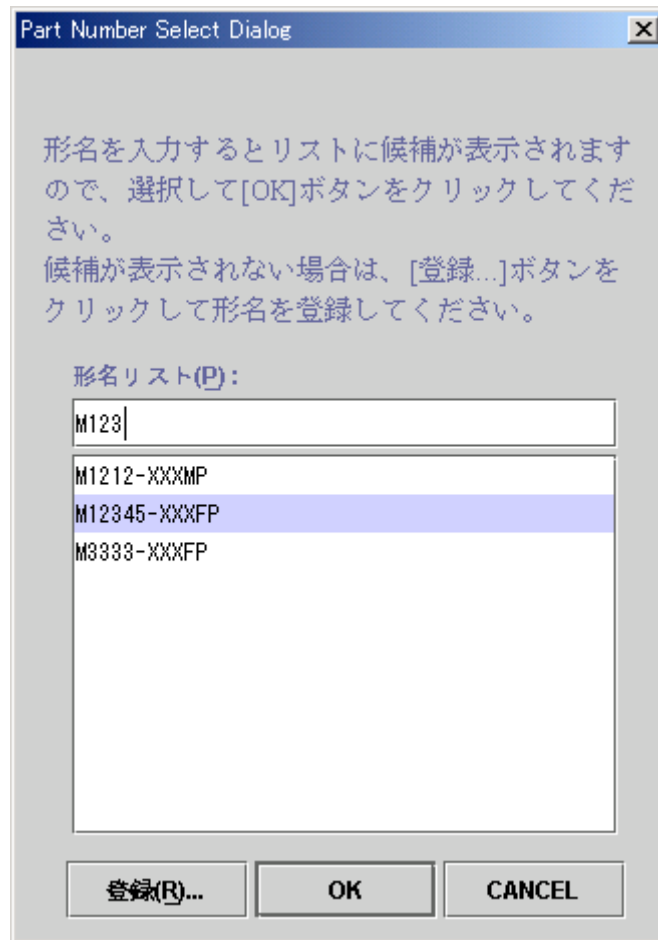 Part Number Select Dialog
形名を入力するとリストに候補が表示されます
ので、選択して[OK]ボタンをクリックしてくだ
さい。
候補が表示されない場合は、[登録...]ボタンを
クリックして形名を登録してください。
形名リスト(P):
M123
M1212-XXXMP
M12345-XXXFP
M3333-XXXFP
登録(R)... OK CANCEL